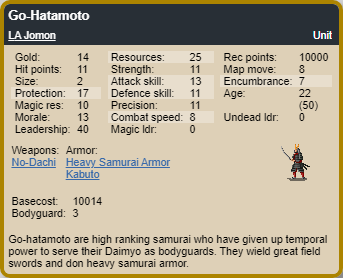 Go-Hatamoto
LA Jomon Unit
Gold: 14 Resources: 25 Rec points: 10000
Hit points: 11 Strength: 11 Map move: 8
Size: 2 Attack skill: 13 Encumbrance: 7
Protection: 17 Defence skill: 11 Age: 22
Magic res: 10 Precision: 11 (50)
Morale: 13 Combat speed: 8 Undead ldr: 0
Leadership: 40 Magic ldr: 0
Weapons: Armor:
No-Dachi Heavy Samurai Armor
Kabuto
Basecost: 10014
Bodyguard: 3
Go-hatamoto are high ranking samurai who have given up temporal
power to serve their Daimyo as bodyguards. They wield great field
swords and don heavy samurai armor.